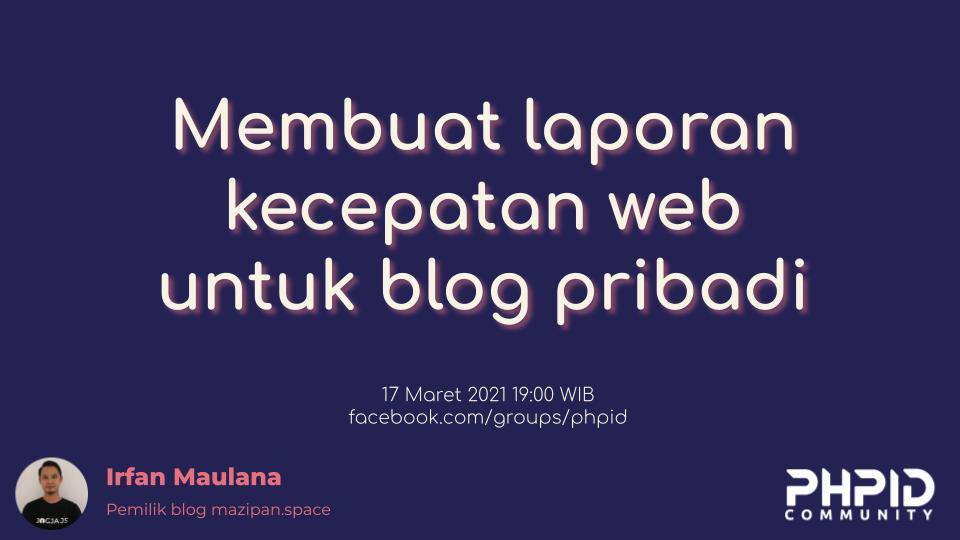 Membuat laporan
kecepatan web
untuk blog pribadi
17 Maret 2021 19:00 WIB
facebook.com/groups/phpid
Irfan Maulana
Pemilik blog mazipan.space
JOGJAJS
PHPID
COMMUNITY